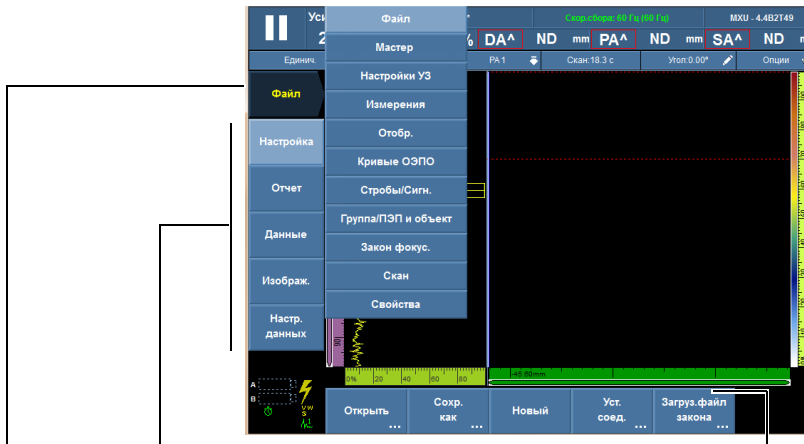 Уси Файл Скор.сбора: 60 Гц (60 Гц) MXU - 4.4B2T49
2 % DA^ ND mm PA^ ND mm SA^ ND
Единич. PA1 Скан:18.3 с Угол:0.00° Опции
Мастер
Настройки УЗ
Файл
Измерения
Отобр.
Настройка
Кривые ОЭПО
Отчет
Стробы/Сигн.
Группа/ПЭП и объект
Данные
Закон фокус.
Изображ.
Скан
Свойства
Настр.
данных
0% 20 40 60 80 -45.60mm
A
B
Открыть ...
Сохр.
как ...
Новый
Уст.
соед. ...
Загруз.файл
закона ...